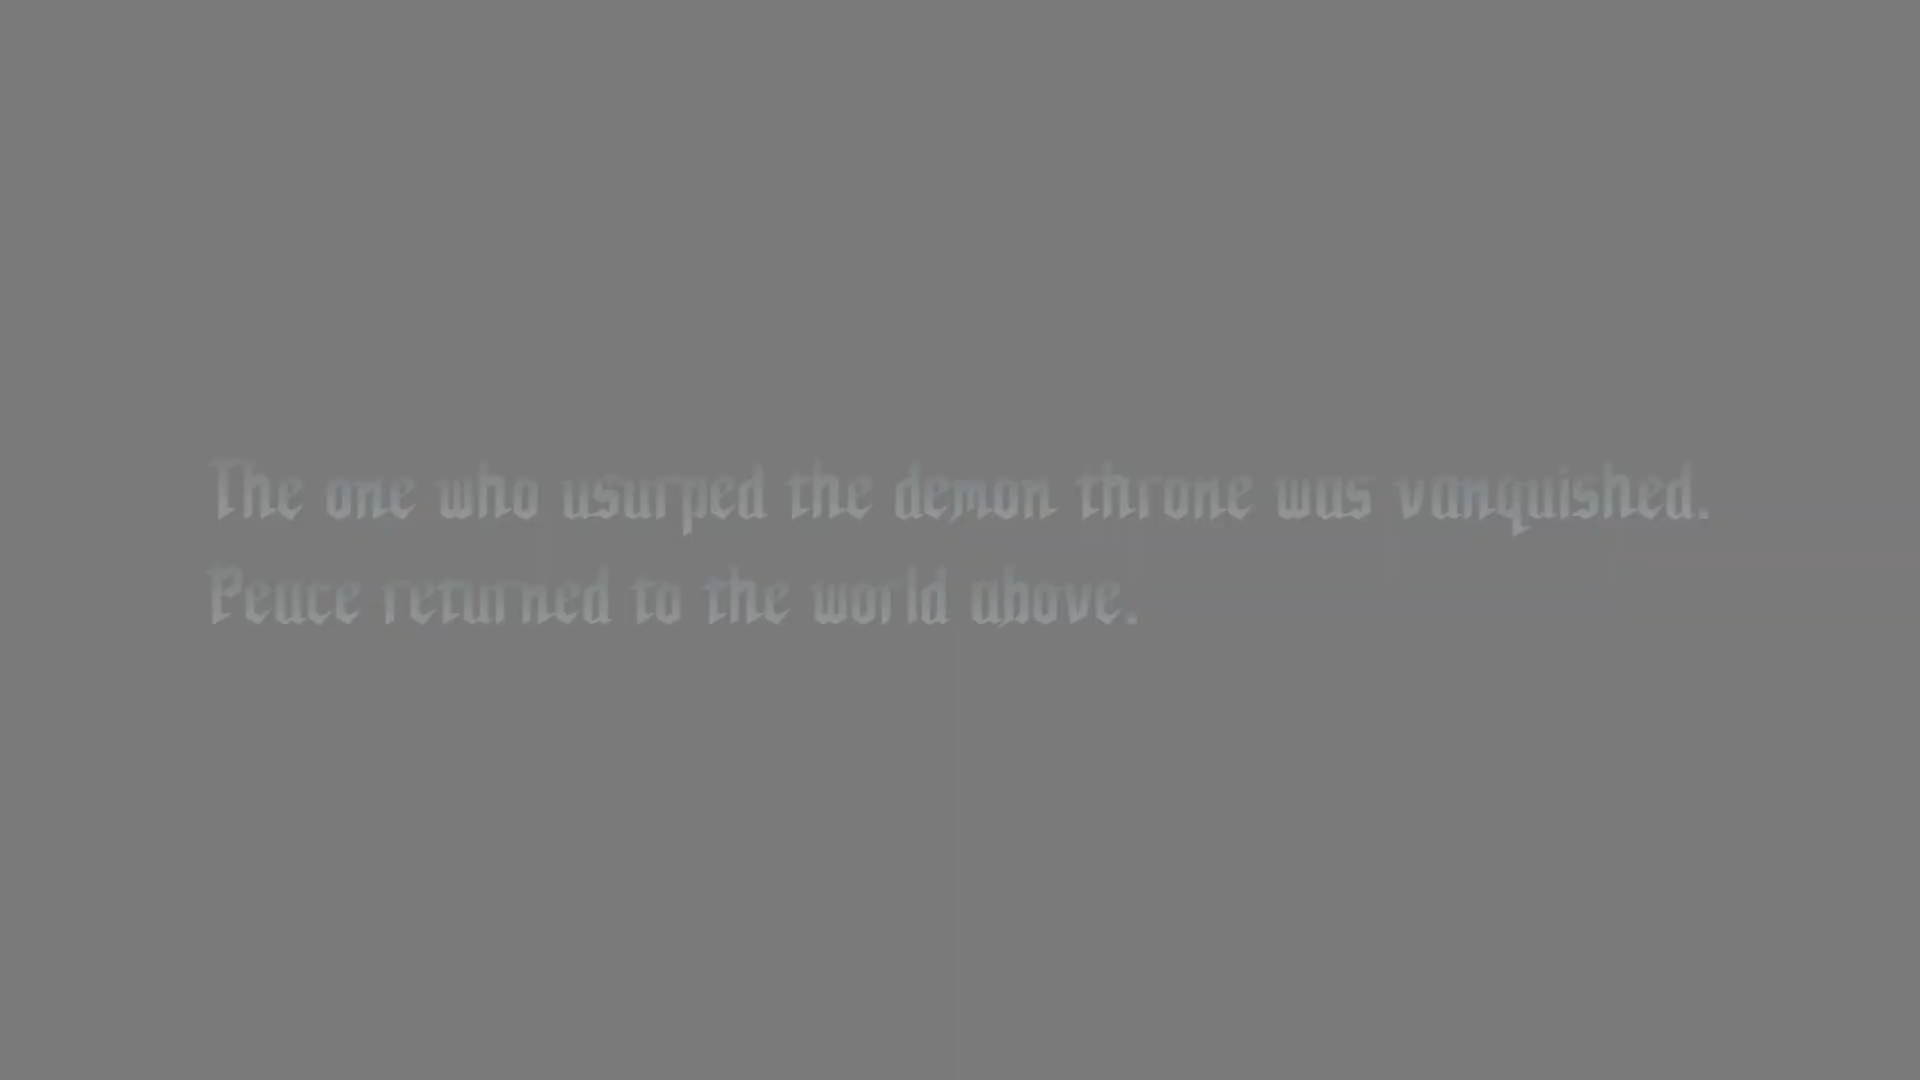 The one who usurped the demon throne was vanquished.
Peace returned to the world above.